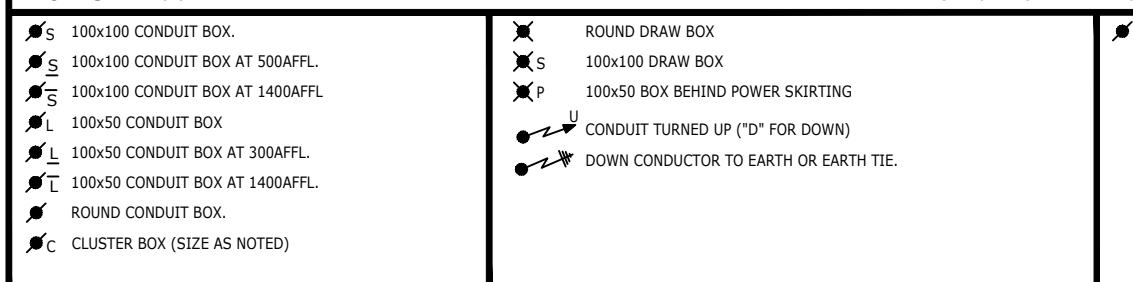 S 100x100 CONDUIT BOX.
S 100x100 CONDUIT BOX AT 500AFFL.
S 100x100 CONDUIT BOX AT 1400AFFL
L 100x50 CONDUIT BOX
L 100x50 CONDUIT BOX AT 300AFFL.
L 100x50 CONDUIT BOX AT 1400AFFL.
ROUND CONDUIT BOX.
C CLUSTER BOX (SIZE AS NOTED)
ROUND DRAW BOX
S 100x100 DRAW BOX
P 100x50 BOX BEHIND POWER SKIRTING
U CONDUIT TURNED UP ("D" FOR DOWN)
DOWN CONDUCTOR TO EARTH OR EARTH TIE.